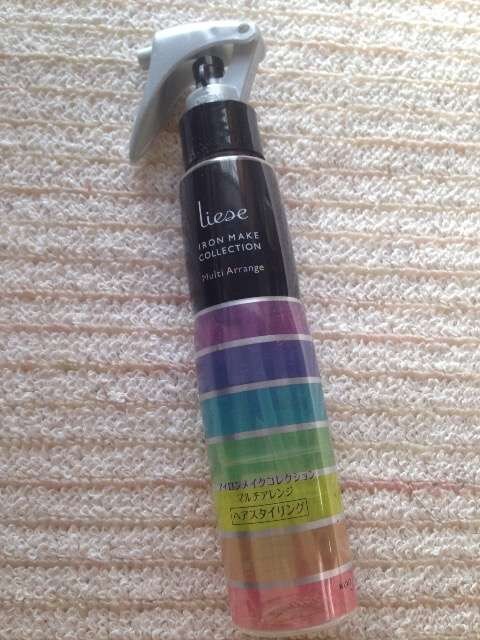 liese
IRON MAKE
COLLECTION
Multi Arrange
アイロンメイクコレクション
マルチアレンジ
ヘアスタイリング